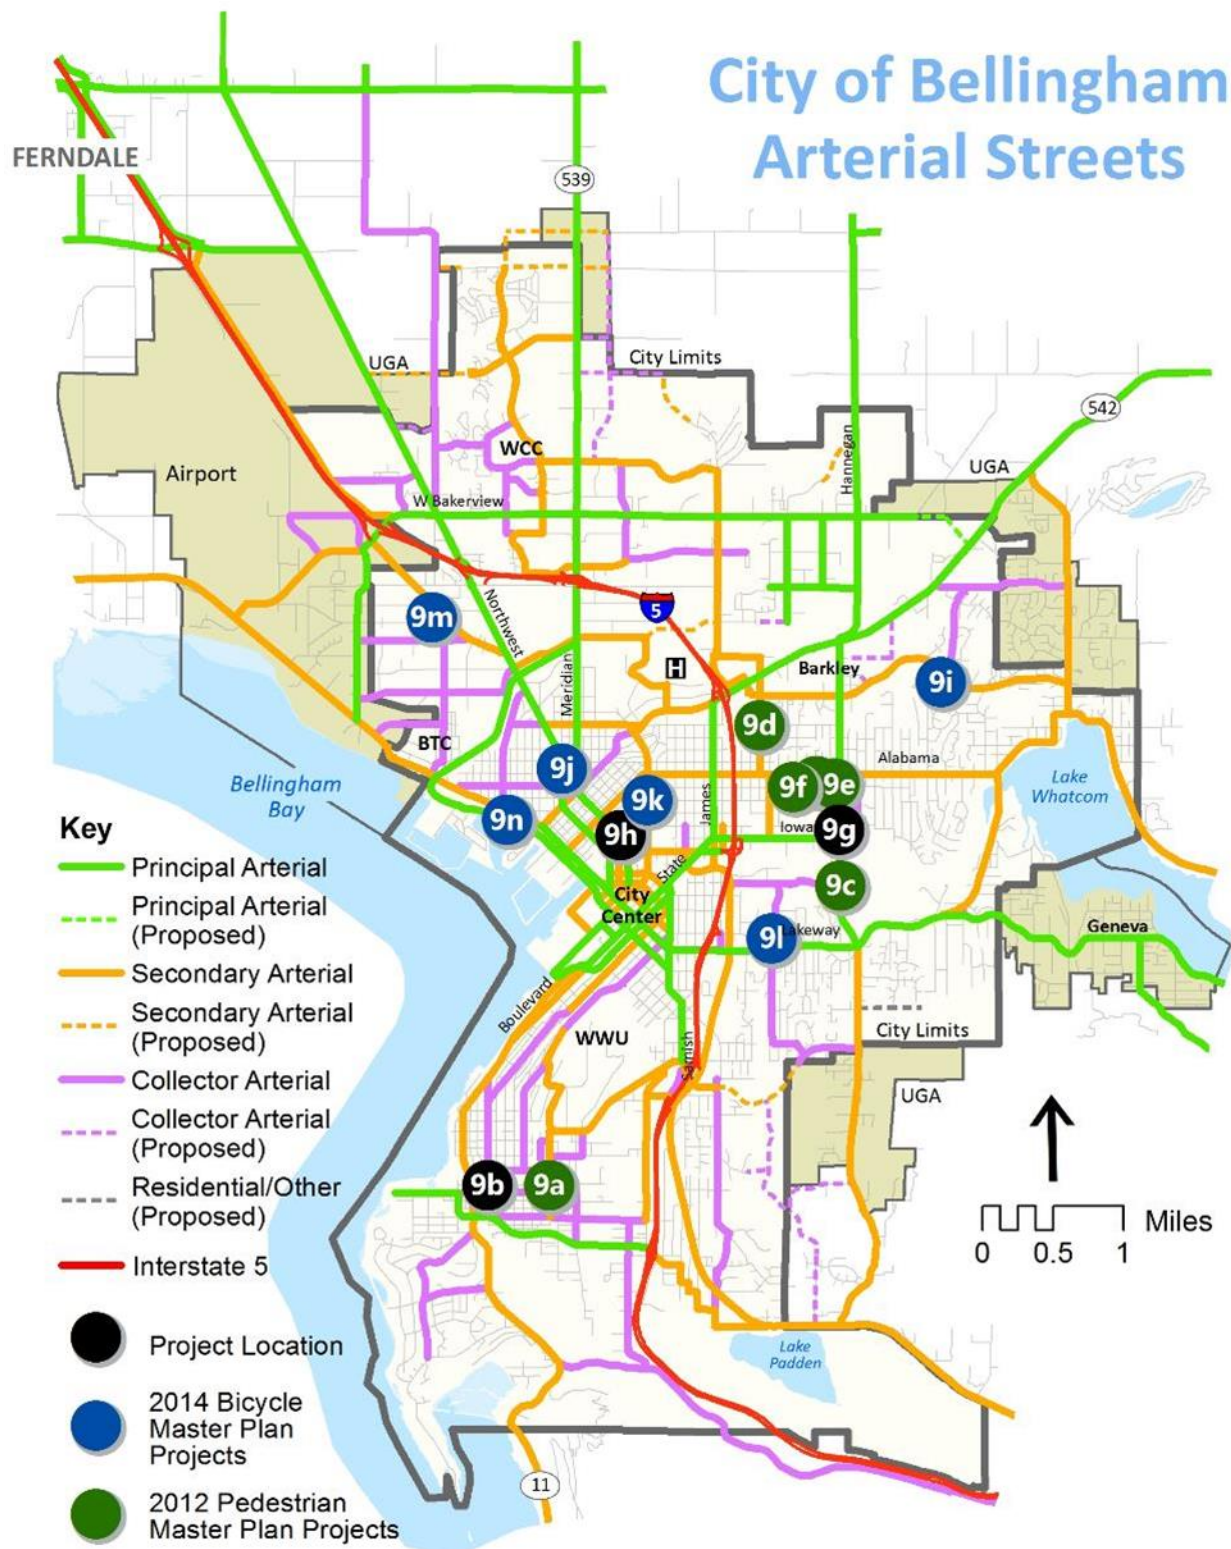 City of Bellingham
Arterial Streets
FERNDALE
539
UGA
City Limits
542
WCC
Hannegan
UGA
Airport
W Bakerview
5
9m
Northwest
H
Barkley
9i
Meridian
9d
BTC
Alabama
9j
Bellingham
Bay
Lake
Whatcom
9f
9e
9k
James
9n
9h
Iowa
9g
State
9c
City
Center
9l
Lakeway
Geneva
Boulevard
WWU
Samish
City Limits
UGA
9b
9a
Lake
Padden
11
Miles
0 0.5 1
Key
Principal Arterial
Principal Arterial
(Proposed)
Secondary Arterial
Secondary Arterial
(Proposed)
Collector Arterial
Collector Arterial
(Proposed)
Residential/Other
(Proposed)
Interstate 5
Project Location
2014 Bicycle
Master Plan
Projects
2012 Pedestrian
Master Plan Projects